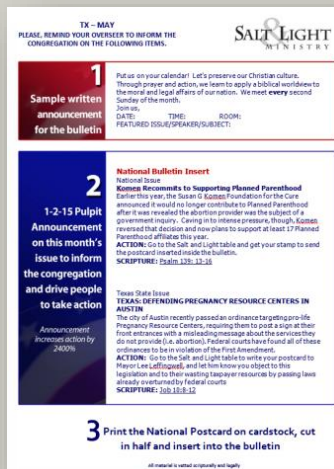 TX – MAY
PLEASE, REMIND YOUR OVERSEER TO INFORM THE
CONGREGATION ON THE FOLLOWING ITEMS.
SALT & LIGHT
MINISTRY
1
Sample written
announcement
for the bulletin
Put us on your calendar! Let's preserve our Christian culture.
Through prayer and action, we learn to apply a biblical worldview to
the moral and legal affairs of our nation. We meet every second
Sunday of the month.
Join us,
DATE: TIME: ROOM:
FEATURED ISSUE/SPEAKER/SUBJECT:
2
1-2-15 Pulpit
Announcement
on this month's
issue to inform
the congregation
and drive people
to take action
Announcement
Increases action by
2400%
National Bulletin Insert
National Issue
Komen Recommits to Supporting Planned Parenthood
Earlier this year, the Susan G Komen Foundation for the Cure
announced it would no longer contribute to Planned Parenthood
after it was revealed the abortion provider was the subject of a
government inquiry. Caving in to intense pressure, though, Komen
reversed that decision and now plans to support at least 17 Planned
Parenthood affiliates this year.
ACTION: Go to the Salt and Light table and get your stamp to send
the postcard inserted inside the bulletin.
SCRIPTURE: Psalm 139: 13-16
Texas State Issue
TEXAS: DEFENDING PREGNANCY RESOURCE CENTERS IN
AUSTIN
The city of Austin recently passed an ordinance targeting pro-life
Pregnancy Resource Centers, requiring them to post a sign at their
front entrances with a misleading message about the services they
do not provide (i.e. abortion). Federal courts have found all of these
ordinances to be in violation of the First Amendment.
ACTION: Go to the Salt and Light table to write your postcard to
Mayor Lee Leffingwell, and let him know you object to this
legislation and to their wasting taxpayer resources by passing laws
already overturned by federal courts
SCRIPTURE: Job 10:8-12
3 Print the National Postcard on cardstock, cut
in half and insert into the bulletin
All material is vetted scripturally and legally